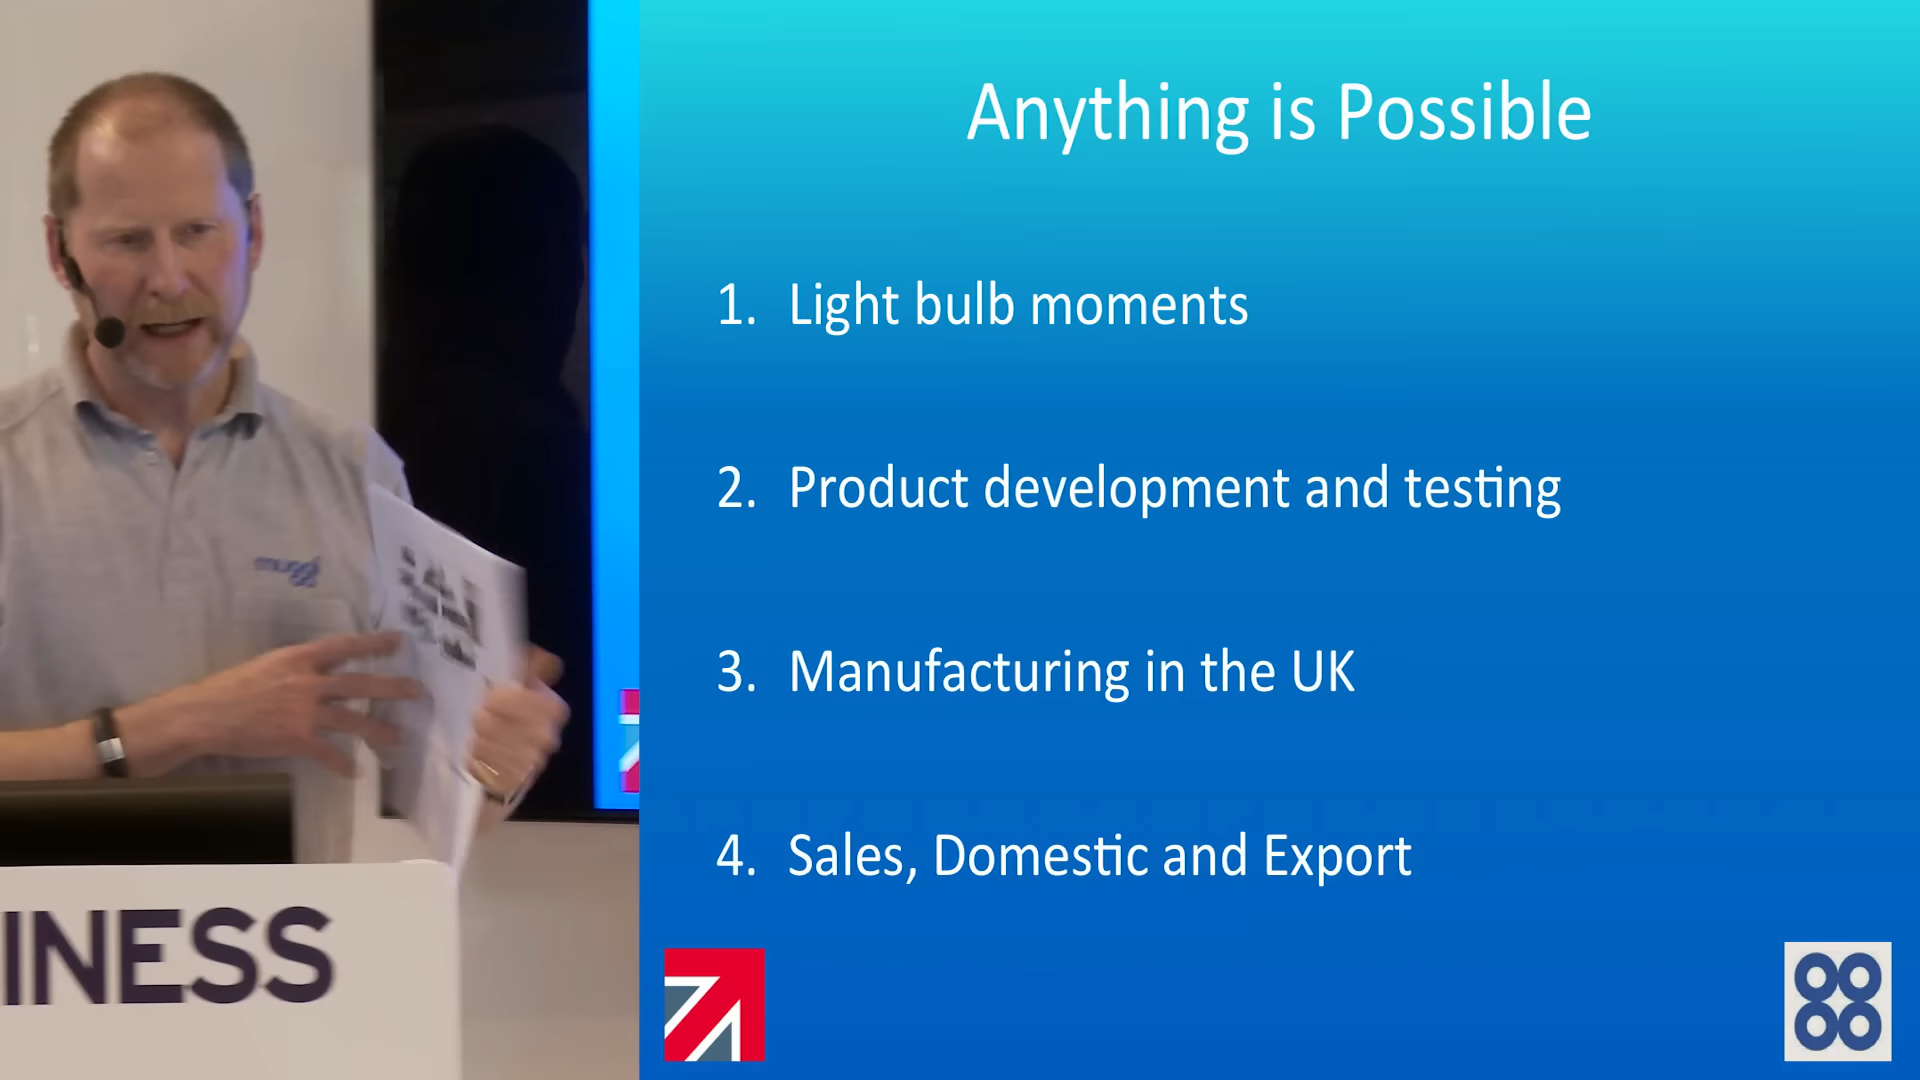 Anything is Possible
1. Light bulb moments
2. Product development and testing
3. Manufacturing in the UK
4. Sales, Domestic and Export
muggi
INESS